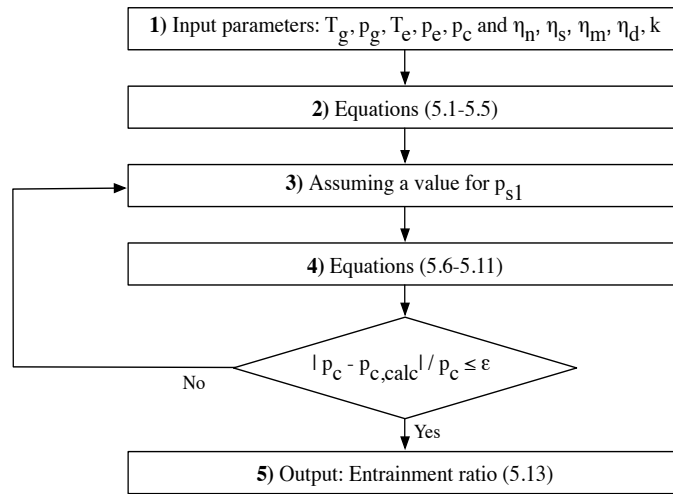 1) Input parameters: T_g, p_g, T_e, p_e, p_c and η_n, η_s, η_m, η_d, k
2) Equations (5.1-5.5)
3) Assuming a value for p_s1
4) Equations (5.6-5.11)
| p_c - p_c,calc | / p_c ≤ ε
No
Yes
5) Output: Entrainment ratio (5.13)